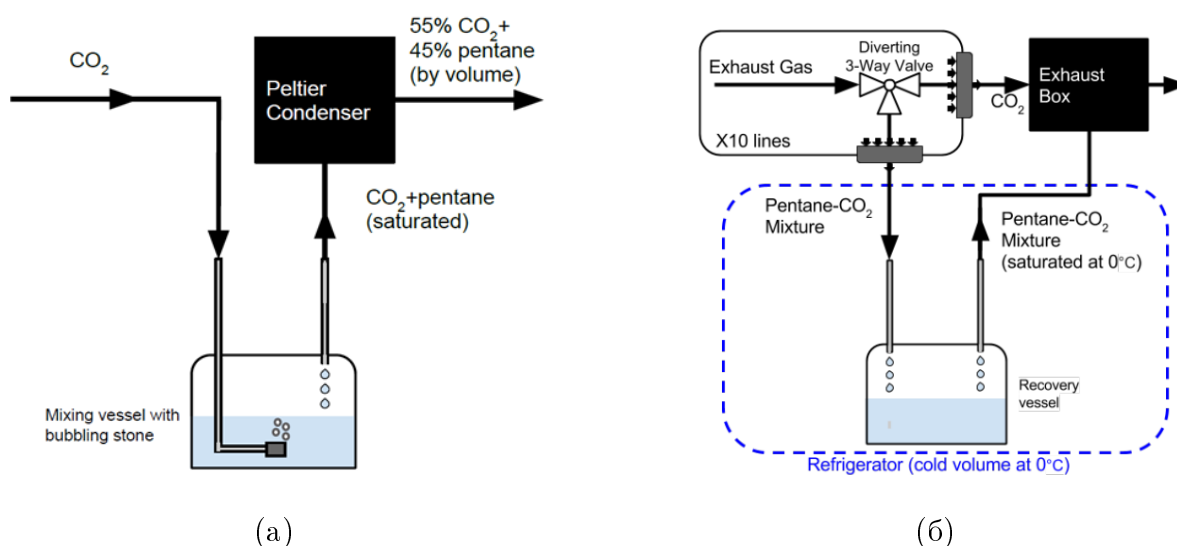 CO₂
Peltier
Condenser
55% CO₂+
45% pentane
(by volume)
CO₂+pentane
(saturated)
Mixing vessel with
bubbling stone
(а)
Diverting
3-Way Valve
Exhaust Gas
X10 lines
CO₂
Exhaust
Box
Pentane-CO₂
Mixture
Pentane-CO₂
Mixture
(saturated at 0°C)
Recovery
vessel
Refrigerator (cold volume at 0°C)
(б)